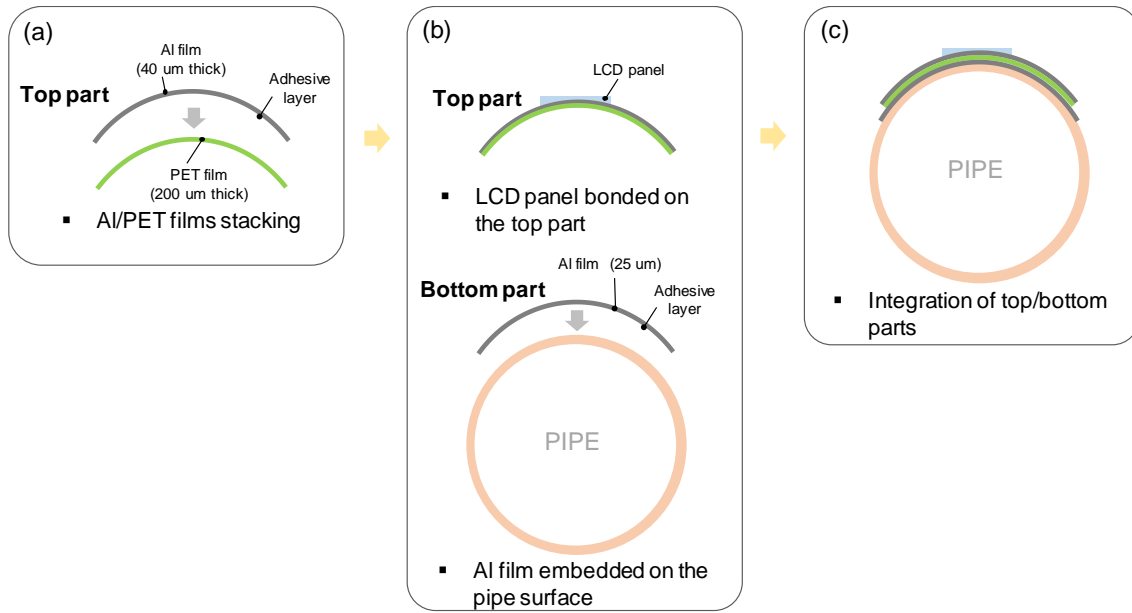 (a)
Al film
(40 um thick)
Adhesive
layer
Top part
PET film
(200 um thick)
▪ Al/PET films stacking
(b)
LCD panel
Top part
▪ LCD panel bonded on
the top part
Al film (25 um)
Bottom part
Adhesive
layer
PIPE
▪ Al film embedded on the
pipe surface
(c)
PIPE
▪ Integration of top/bottom
parts